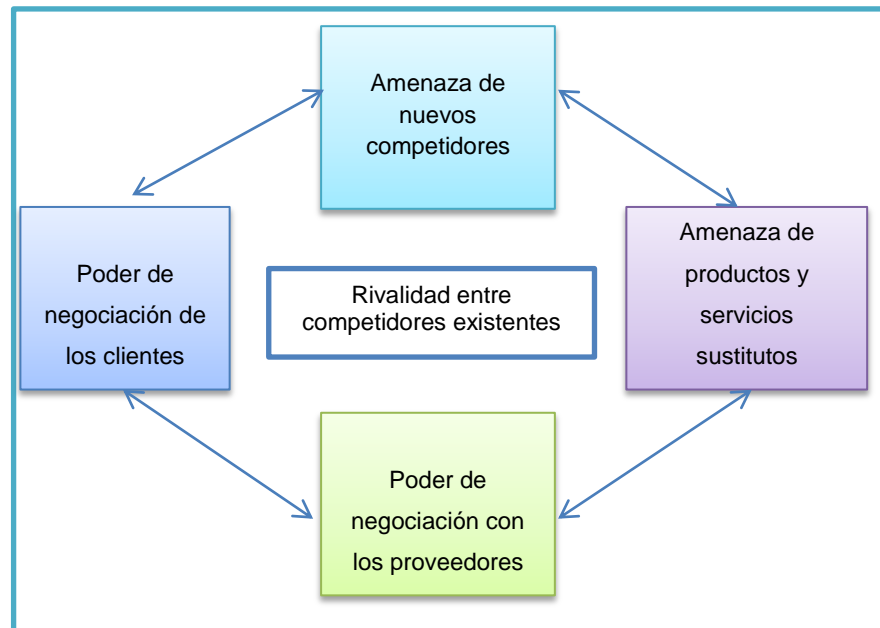 Amenaza de
nuevos
competidores
Poder de
negociación de
los clientes
Rivalidad entre
competidores existentes
Amenaza de
productos y
servicios
sustitutos
Poder de
negociación con
los proveedores